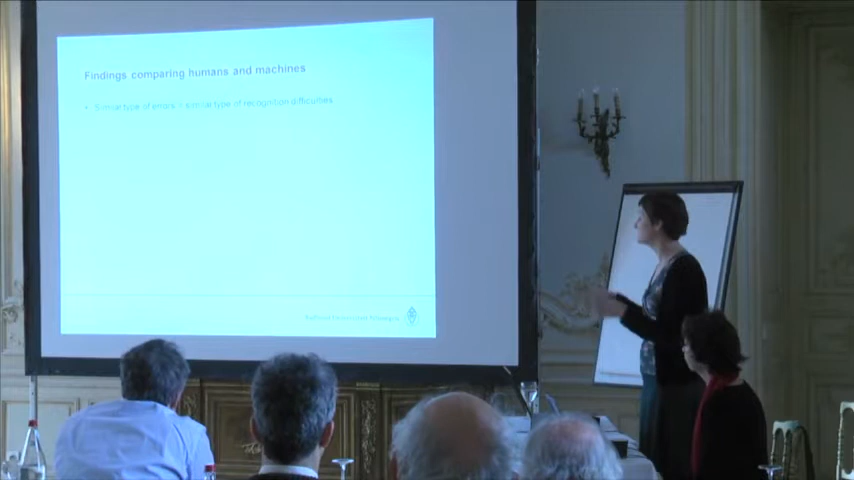 Findings comparing humans and machines
• Similar type of errors = similar type of recognition difficulties